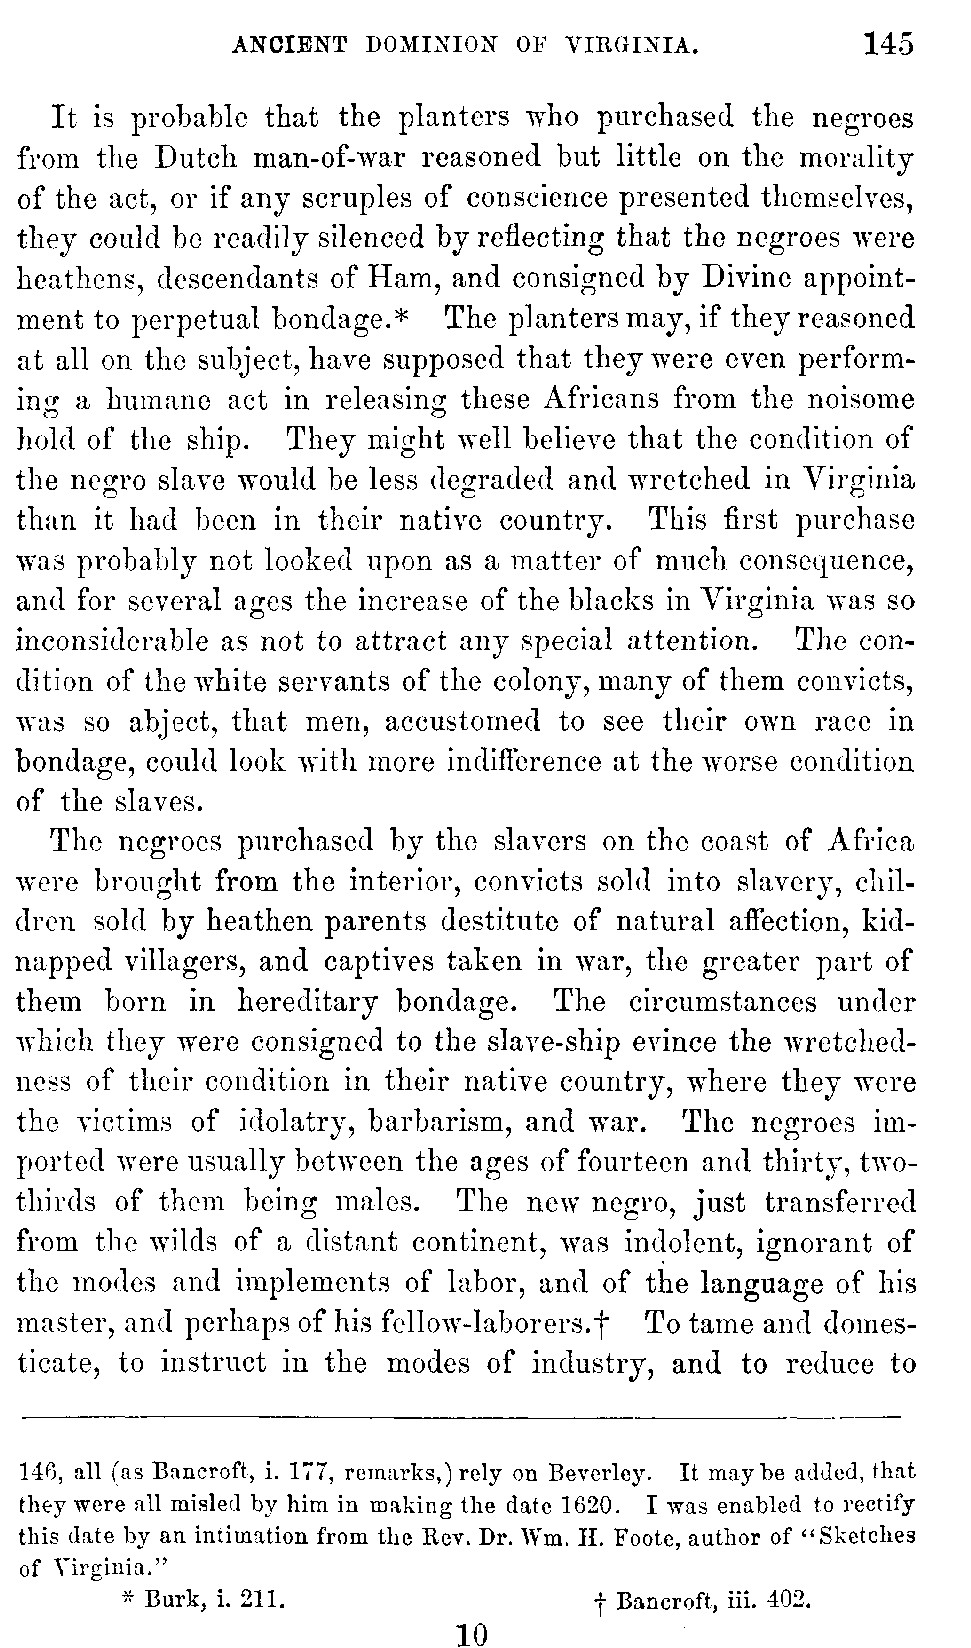 ANCIENT DOMINION OF VIRGINIA. 145
It is probable that the planters who purchased the negroes
from the Dutch man-of-war reasoned but little on the morality
of the act, or if any scruples of conscience presented themselves,
they could be readily silenced by reflecting that the negroes were
heathens, descendants of Ham, and consigned by Divine appoint-
ment to perpetual bondage.* The planters may, if they reasoned
at all on the subject, have supposed that they were even perform-
ing a humane act in releasing these Africans from the noisome
hold of the ship. They might well believe that the condition of
the negro slave would be less degraded and wretched in Virginia
than it had been in their native country. This first purchase
was probably not looked upon as a matter of much consequence,
and for several ages the increase of the blacks in Virginia was so
inconsiderable as not to attract any special attention. The con-
dition of the white servants of the colony, many of them convicts,
was so abject, that men, accustomed to see their own race in
bondage, could look with more indifference at the worse condition
of the slaves.
The negroes purchased by the slavers on the coast of Africa
were brought from the interior, convicts sold into slavery, chil-
dren sold by heathen parents destitute of natural affection, kid-
napped villagers, and captives taken in war, the greater part of
them born in hereditary bondage. The circumstances under
which they were consigned to the slave-ship evince the wretched-
ness of their condition in their native country, where they were
the victims of idolatry, barbarism, and war. The negroes im-
ported were usually between the ages of fourteen and thirty, two-
thirds of them being males. The new negro, just transferred
from the wilds of a distant continent, was indolent, ignorant of
the modes and implements of labor, and of the language of his
master, and perhaps of his fellow-laborers.† To tame and domes-
ticate, to instruct in the modes of industry, and to reduce to
146, all (as Bancroft, i. 177, remarks,) rely on Beverley. It may be added, that
they were all misled by him in making the date 1620. I was enabled to rectify
this date by an intimation from the Rev. Dr. Wm. H. Foote, author of "Sketches
of Virginia."
* Burk, i. 211. † Bancroft, iii. 402.
10